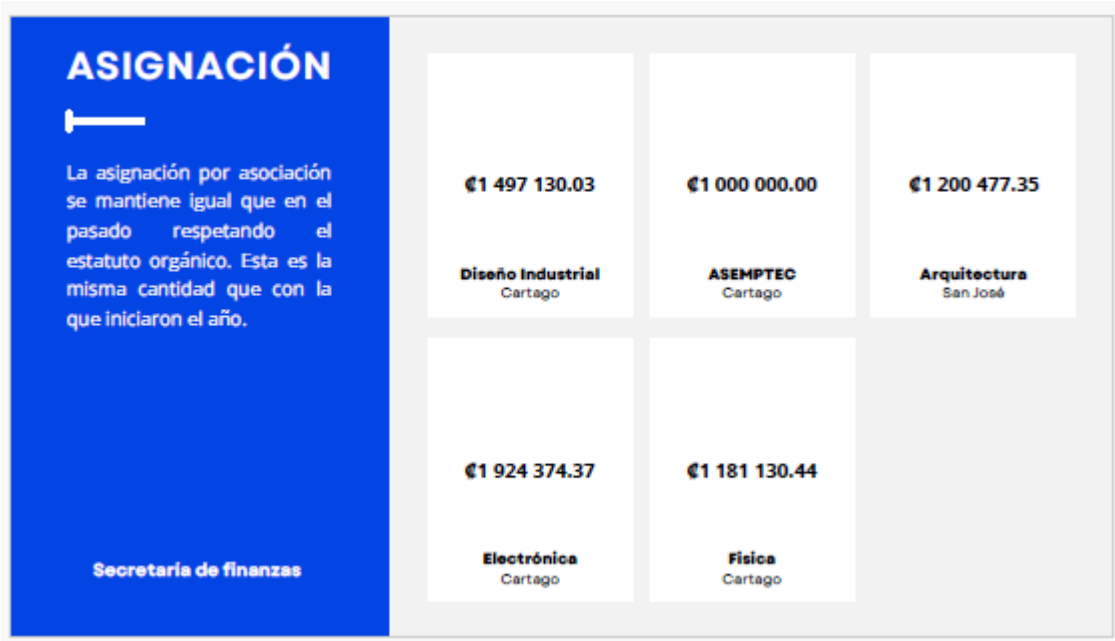 ASIGNACIÓN
La asignación por asociación
se mantiene igual que en el
pasado respetando el
estatuto orgánico. Esta es la
misma cantidad que con la
que iniciaron el año.
Secretaría de finanzas
₡1 497 130.03
Diseño Industrial
Cartago
₡1 000 000.00
ASEMPTEC
Cartago
₡1 200 477.35
Arquitectura
San José
₡1 924 374.37
Electrónica
Cartago
₡1 181 130.44
Física
Cartago